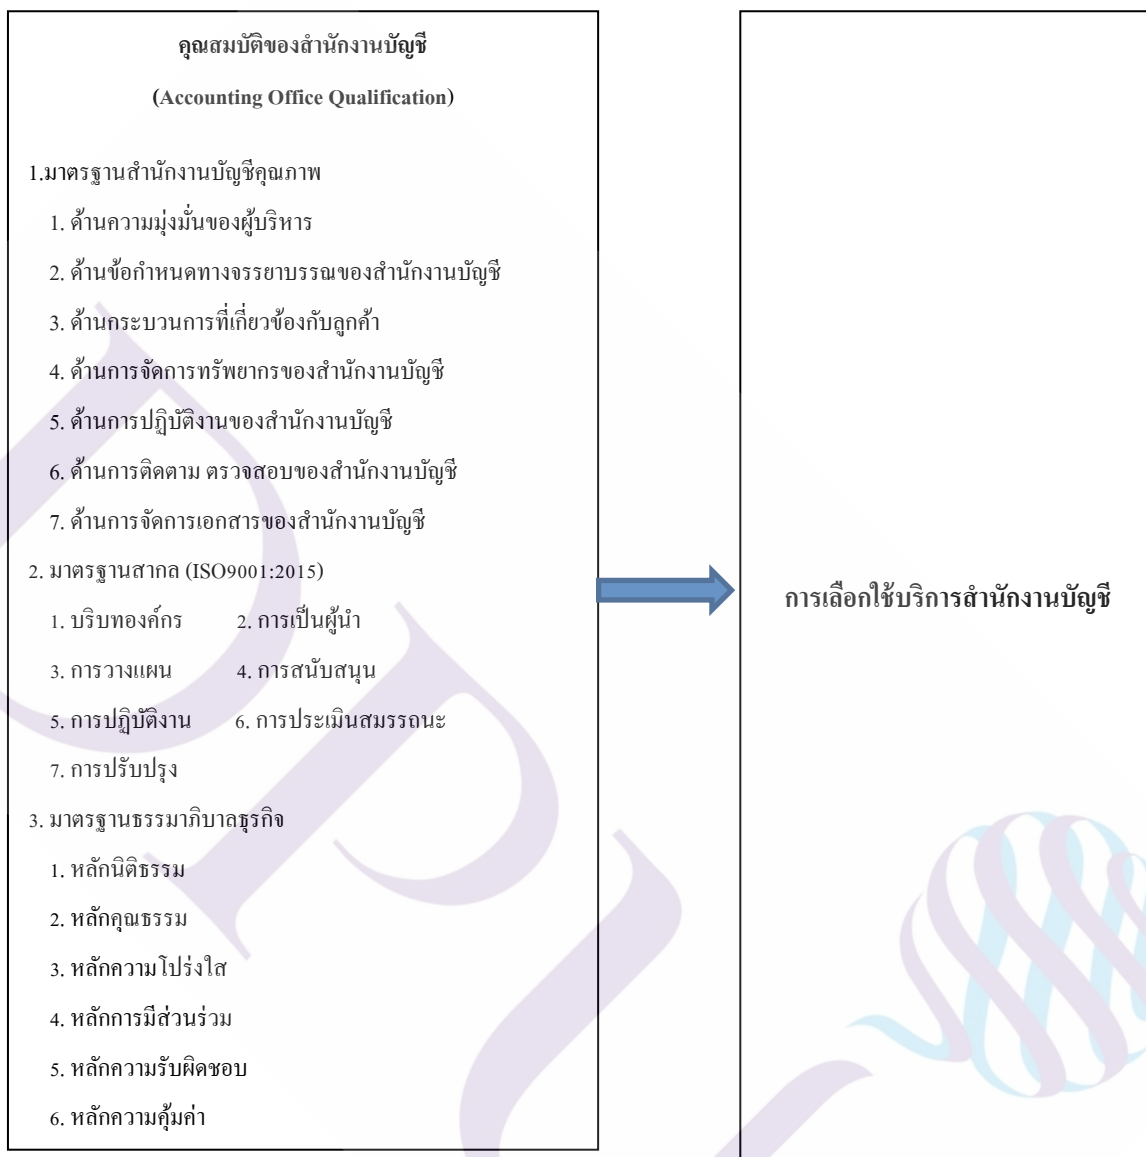 คุณสมบัติของสำนักงานบัญชี
(Accounting Office Qualification)
1.มาตรฐานสำนักงานบัญชีคุณภาพ
1. ด้านความมุ่งมั่นของผู้บริหาร
2. ด้านข้อกำหนดทางจรรยาบรรณของสำนักงานบัญชี
3. ด้านกระบวนการที่เกี่ยวข้องกับลูกค้า
4. ด้านการจัดการทรัพยากรของสำนักงานบัญชี
5. ด้านการปฏิบัติงานของสำนักงานบัญชี
6. ด้านการติดตาม ตรวจสอบของสำนักงานบัญชี
7. ด้านการจัดการเอกสารของสำนักงานบัญชี
2. มาตรฐานสากล (ISO9001:2015)
1. บริบทองค์กร 2. การเป็นผู้นำ
3. การวางแผน 4. การสนับสนุน
5. การปฏิบัติงาน 6. การประเมินสมรรถนะ
7. การปรับปรุง
3. มาตรฐานธรรมาภิบาลธุรกิจ
1. หลักนิติธรรม
2. หลักคุณธรรม
3. หลักความโปร่งใส
4. หลักการมีส่วนร่วม
5. หลักความรับผิดชอบ
6. หลักความคุ้มค่า
การเลือกใช้บริการสำนักงานบัญชี